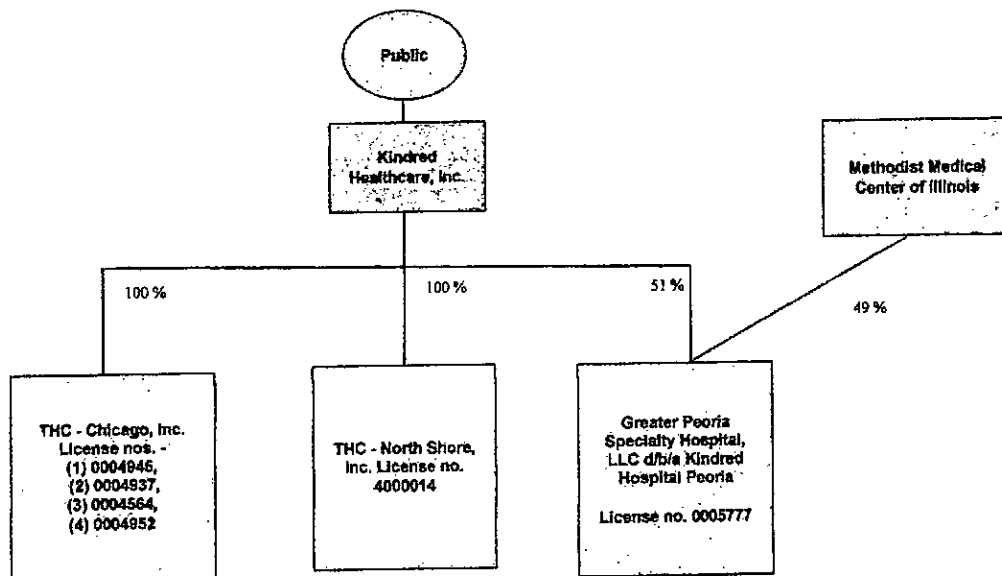 Public
Kindred
Healthcare, Inc.
Methodist Medical
Center of Illinois
100 %
100 %
51 %
49 %
THC - Chicago, Inc.
License nos. -
(1) 0004945,
(2) 0004937,
(3) 0004564,
(4) 0004952
THC - North Shore,
Inc. License no.
4000014
Greater Peoria
Specialty Hospital,
LLC d/b/a Kindred
Hospital Peoria
License no. 0005777